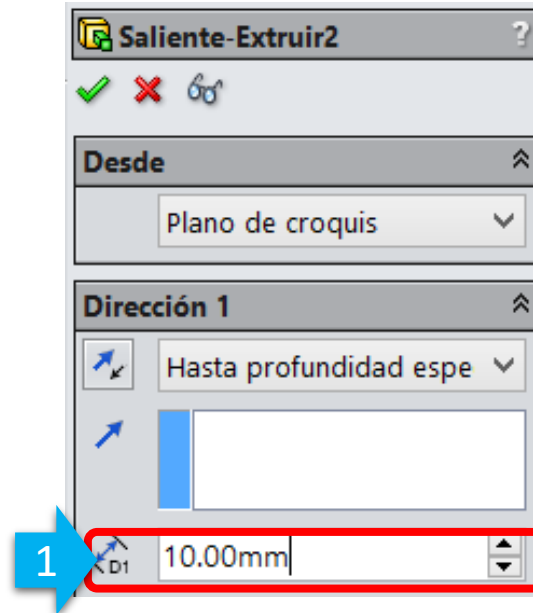 Saliente-Extruir2 ?
Desde
Plano de croquis
Dirección 1
Hasta profundidad espe
1 D1 10.00mm